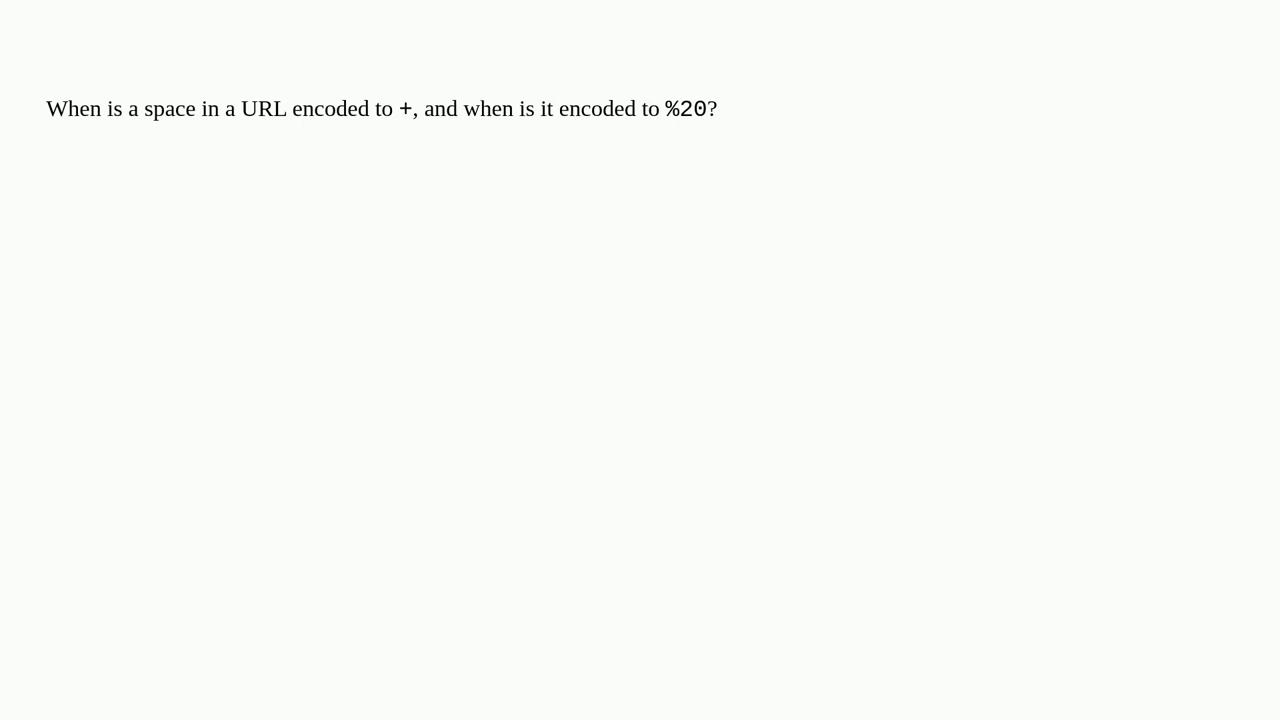 When is a space in a URL encoded to +, and when is it encoded to %20?